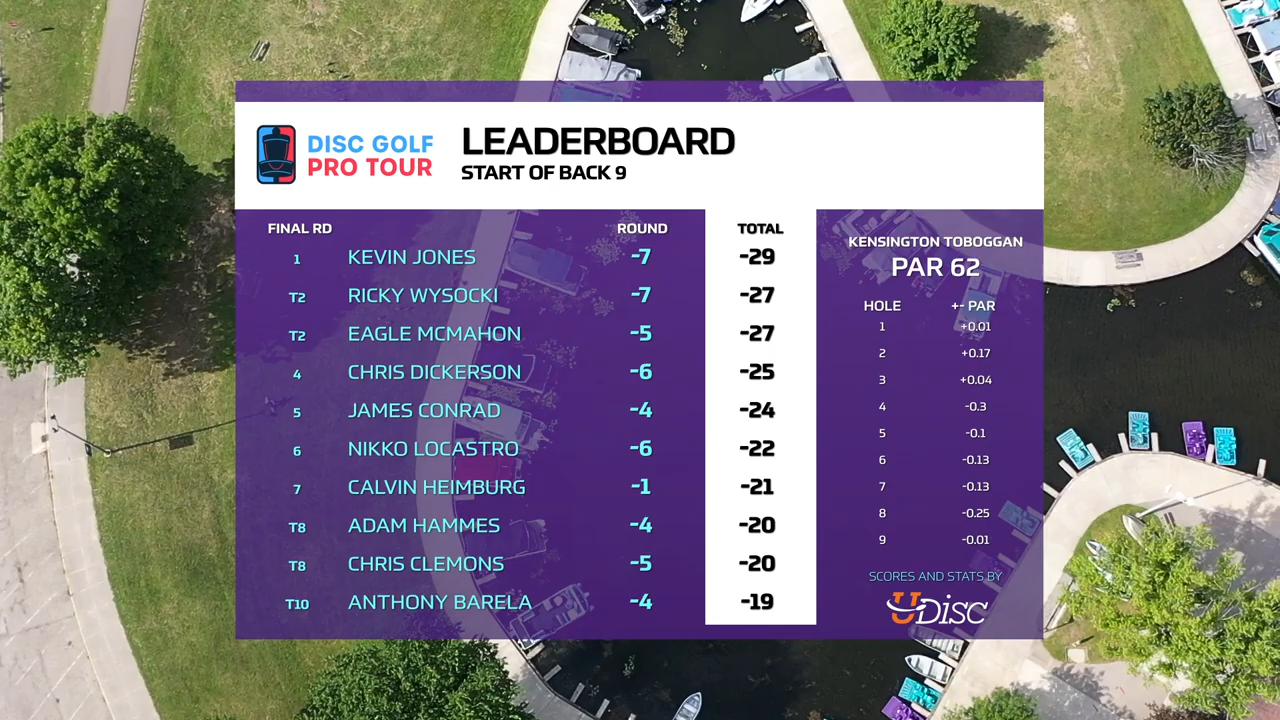 DISC GOLF
PRO TOUR
LEADERBOARD
START OF BACK 9
FINAL RD ROUND TOTAL
1 KEVIN JONES -7 -29
T2 RICKY WYSOCKI -7 -27
T2 EAGLE MCMAHON -5 -27
4 CHRIS DICKERSON -6 -25
5 JAMES CONRAD -4 -24
6 NIKKO LOCASTRO -6 -22
7 CALVIN HEIMBURG -1 -21
T8 ADAM HAMMES -4 -20
T8 CHRIS CLEMONS -5 -20
T10 ANTHONY BARELA -4 -19
KENSINGTON TOBOGGAN
PAR 62
HOLE +- PAR
1 +0.01
2 +0.17
3 +0.04
4 -0.3
5 -0.1
6 -0.13
7 -0.13
8 -0.25
9 -0.01
SCORES AND STATS BY
UDisc